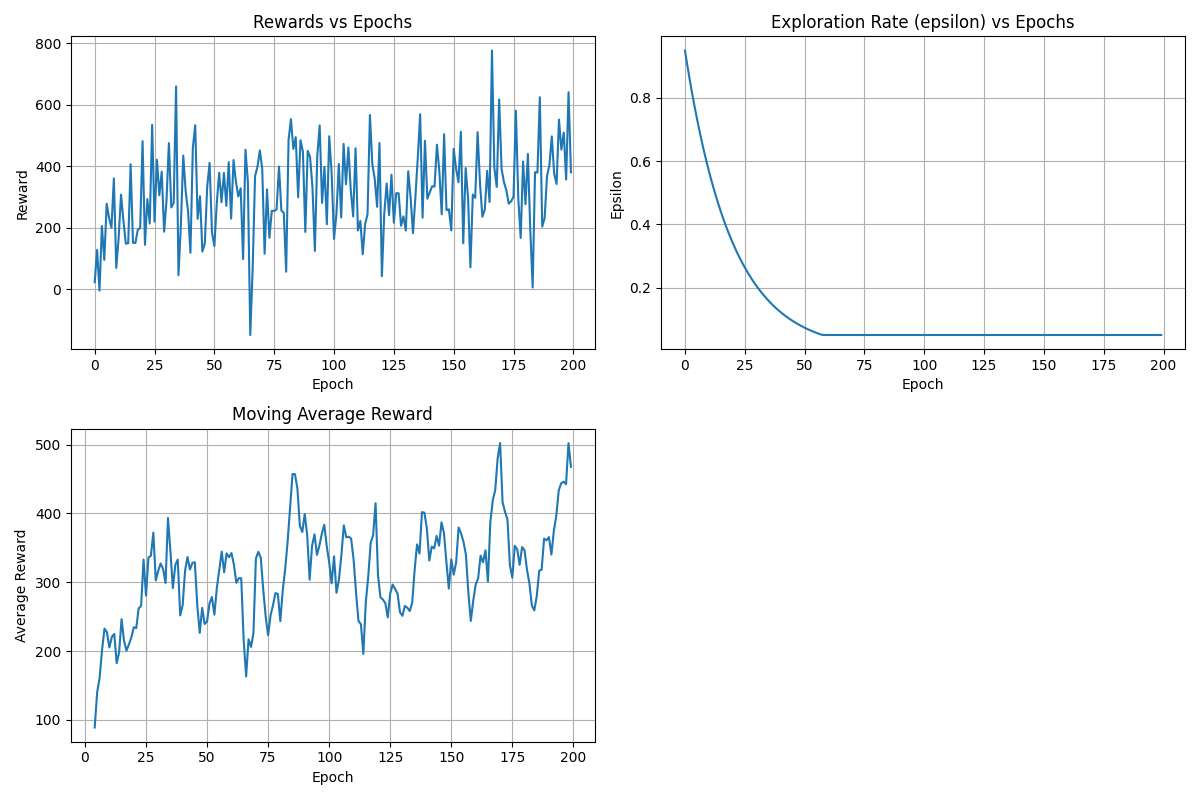 Rewards vs Epochs
800
600
400
200
0
Reward
0 25 50 75 100 125 150 175 200
Epoch
Exploration Rate (epsilon) vs Epochs
0.8
0.6
0.4
0.2
Epsilon
0 25 50 75 100 125 150 175 200
Epoch
Moving Average Reward
500
400
300
200
100
Average Reward
0 25 50 75 100 125 150 175 200
Epoch